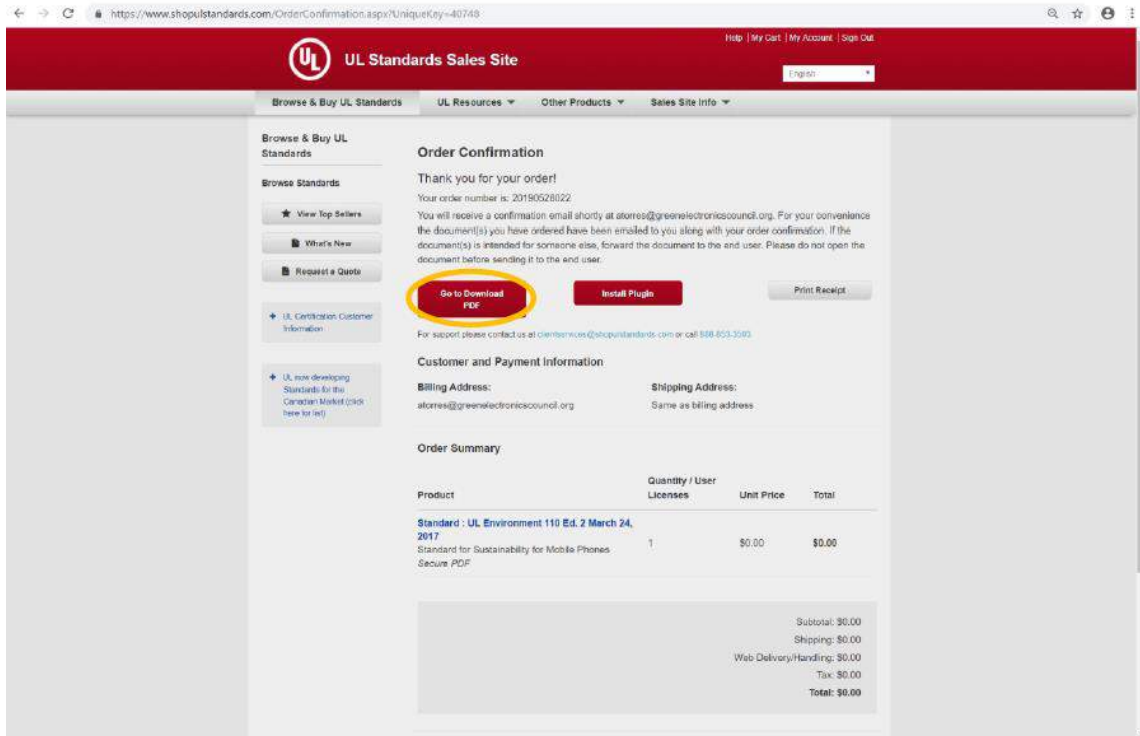 https://www.shopulstandards.com/OrderConfirmation.aspx?UniqueKey=40748
Help | My Cart | My Account | Sign Out
UL
UL Standards Sales Site
English
Browse & Buy UL Standards
UL Resources
Other Products
Sales Site Info
Browse & Buy UL
Standards
Browse Standards
View Top Sellers
What's New
Request a Quote
UL Certification Customer
Information
UL now developing
Standards for the
Canadian Market (click
here for list)
Order Confirmation
Thank you for your order!
Your order number is: 20190528022
You will receive a confirmation email shortly at atorres@greenelectronicscouncil.org. For your convenience
the document(s) you have ordered have been emailed to you along with your order confirmation. If the
document(s) is intended for someone else, forward the document to the end user. Please do not open the
document before sending it to the end user.
Go to Download
PDF
Install Plugin
Print Receipt
For support please contact us at clientservices@shopulstandards.com or call 888-853-3503.
Customer and Payment Information
Billing Address:
Shipping Address:
atorres@greenelectronicscouncil.org
Same as billing address
Order Summary
Quantity / User
Product
Licenses
Unit Price
Total
Standard : UL Environment 110 Ed. 2 March 24,
2017
Standard for Sustainability for Mobile Phones
Secure PDF
1
$0.00
$0.00
Subtotal: $0.00
Shipping: $0.00
Web Delivery/Handling: $0.00
Tax: $0.00
Total: $0.00